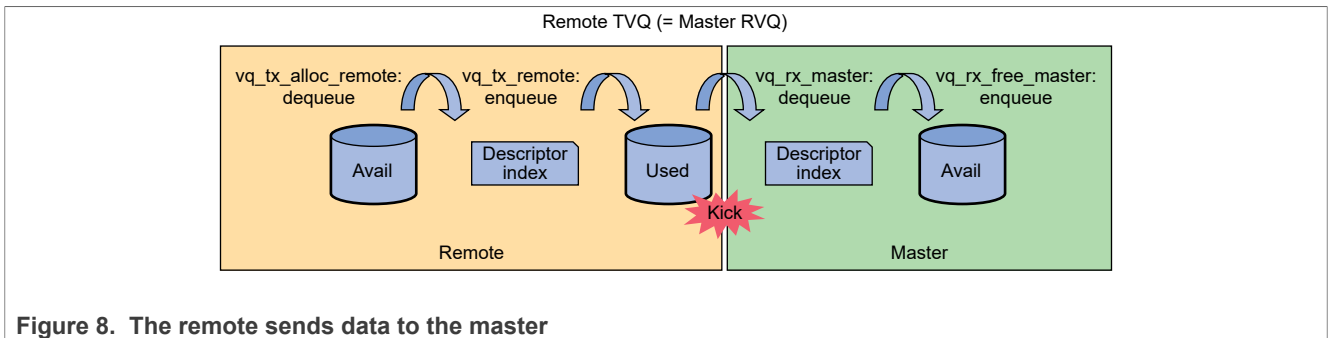 Remote TVQ (= Master RVQ)
vq_tx_alloc_remote:
dequeue
vq_tx_remote:
enqueue
vq_rx_master:
dequeue
vq_rx_free_master:
enqueue
Avail
Descriptor
index
Used
Descriptor
index
Avail
Kick
Remote
Master
Figure 8. The remote sends data to the master